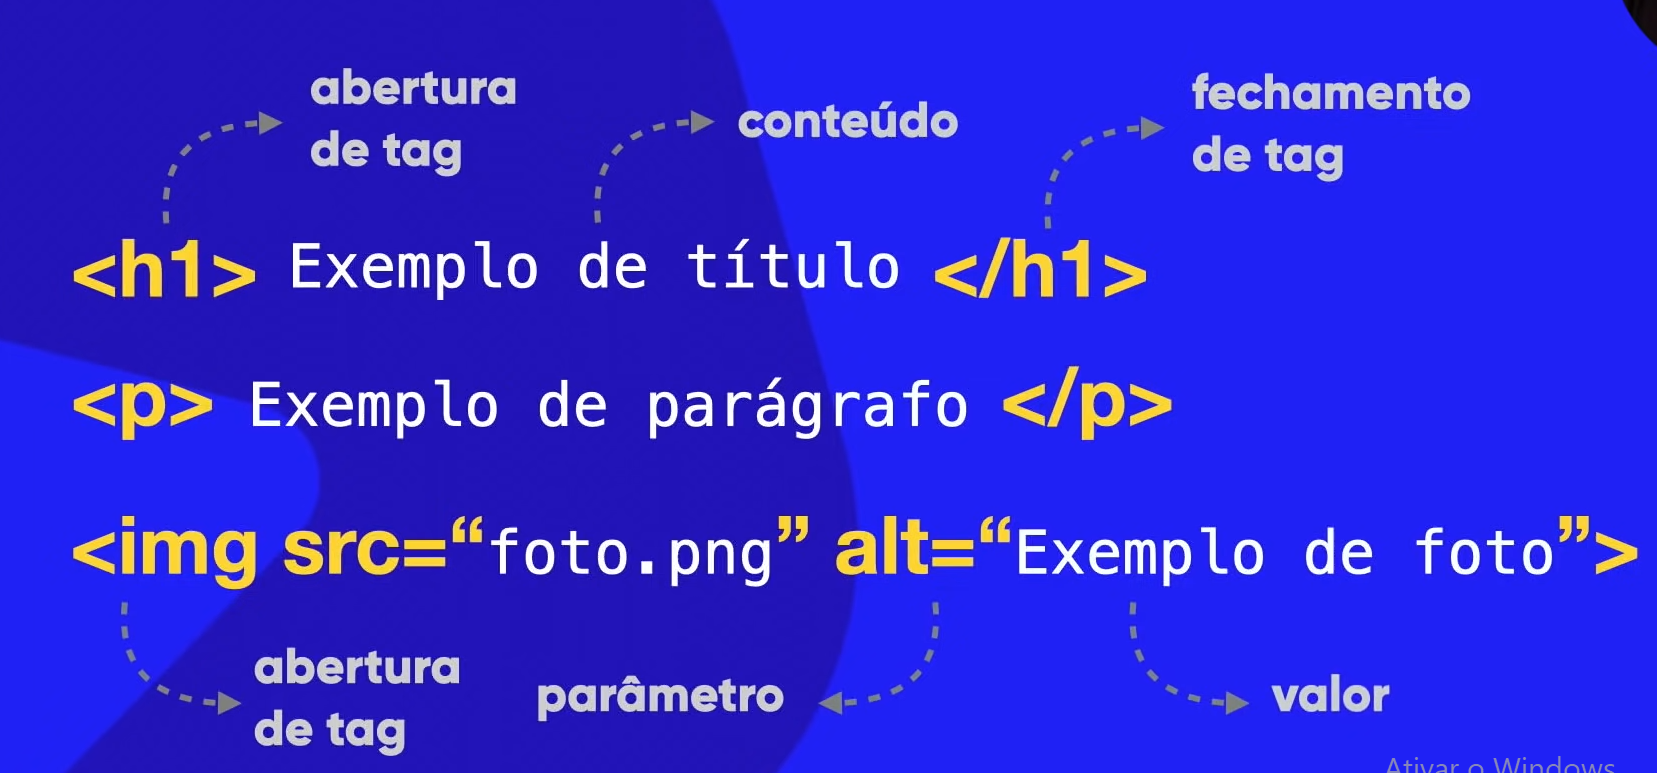 abertura
de tag
conteúdo
fechamento
de tag
<h1> Exemplo de título </h1>
<p> Exemplo de parágrafo </p>
<img src=“foto.png” alt=“Exemplo de foto”>
abertura
de tag
parâmetro
valor
Ativar o Windows